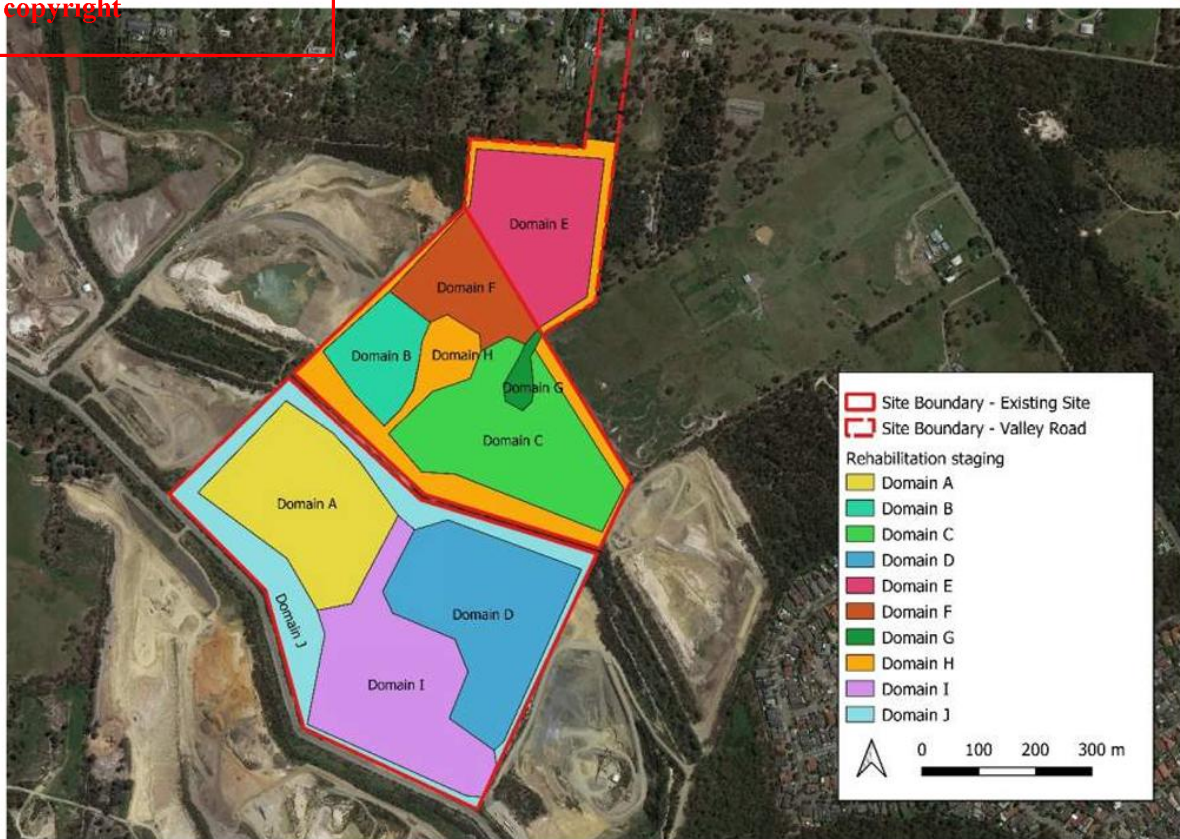 copyright
Domain E
Domain F
Domain B
Domain H
Domain G
Domain C
Domain A
Domain J
Domain D
Domain I
Site Boundary - Existing Site
Site Boundary - Valley Road
Rehabilitation staging
Domain A
Domain B
Domain C
Domain D
Domain E
Domain F
Domain G
Domain H
Domain I
Domain J
0 100 200 300 m